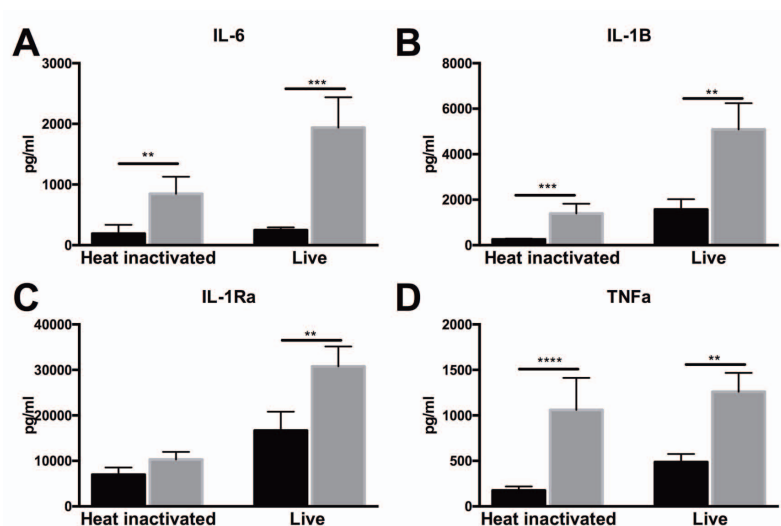 A
IL-6
3000
2000
1000
0
pg/ml
**
***
Heat inactivated
Live
B
IL-1B
8000
6000
4000
2000
0
pg/ml
***
**
Heat inactivated
Live
C
IL-1Ra
40000
30000
20000
10000
0
pg/ml
**
Heat inactivated
Live
D
TNFa
2000
1500
1000
500
0
pg/ml
****
**
Heat inactivated
Live